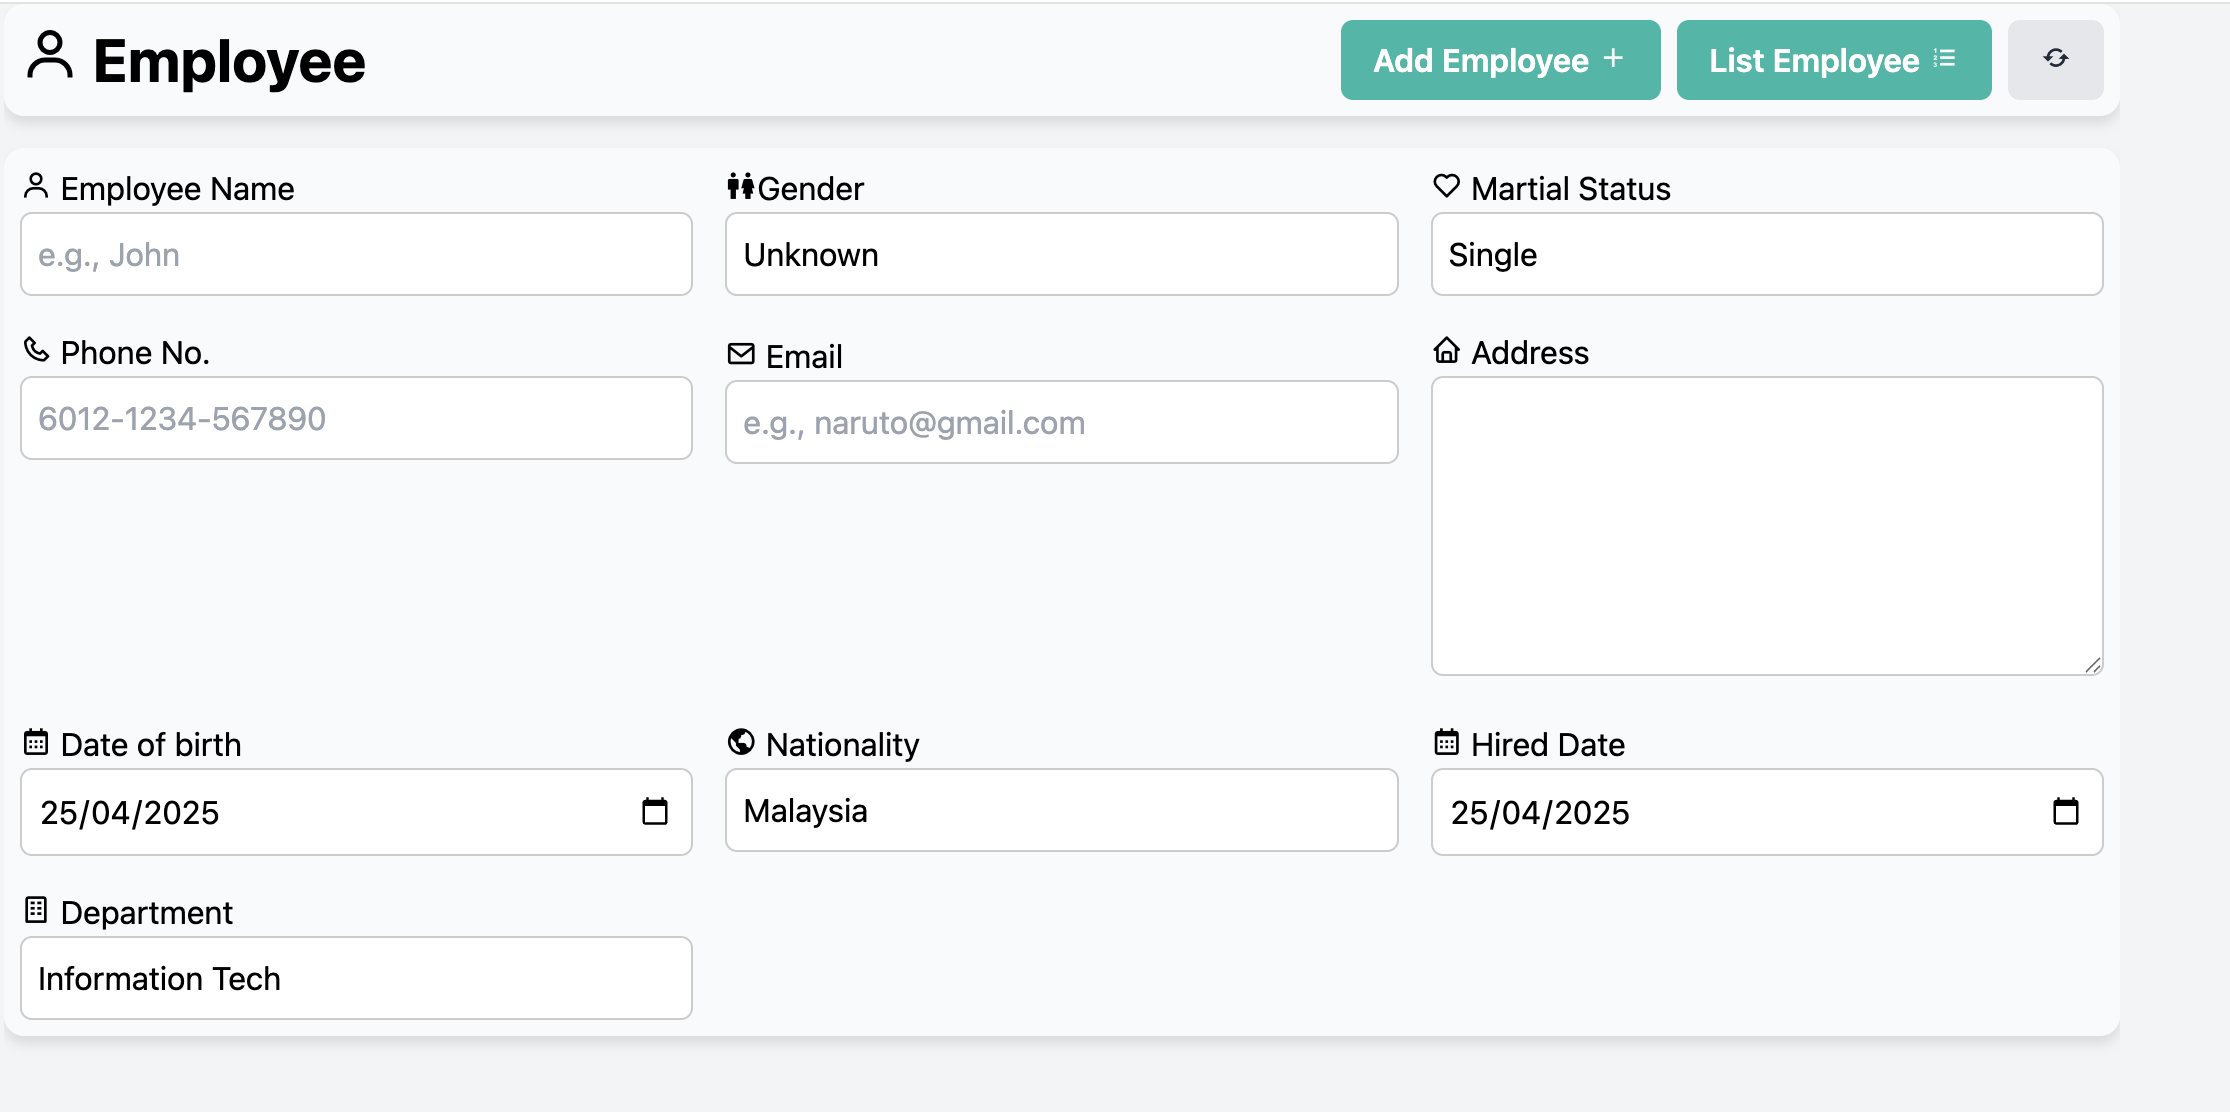 Employee
Add Employee +
List Employee
Employee Name
Gender
Martial Status
e.g., John
Unknown
Single
Phone No.
Email
Address
6012-1234-567890
e.g., naruto@gmail.com
Date of birth
Nationality
Hired Date
25/04/2025
Malaysia
25/04/2025
Department
Information Tech